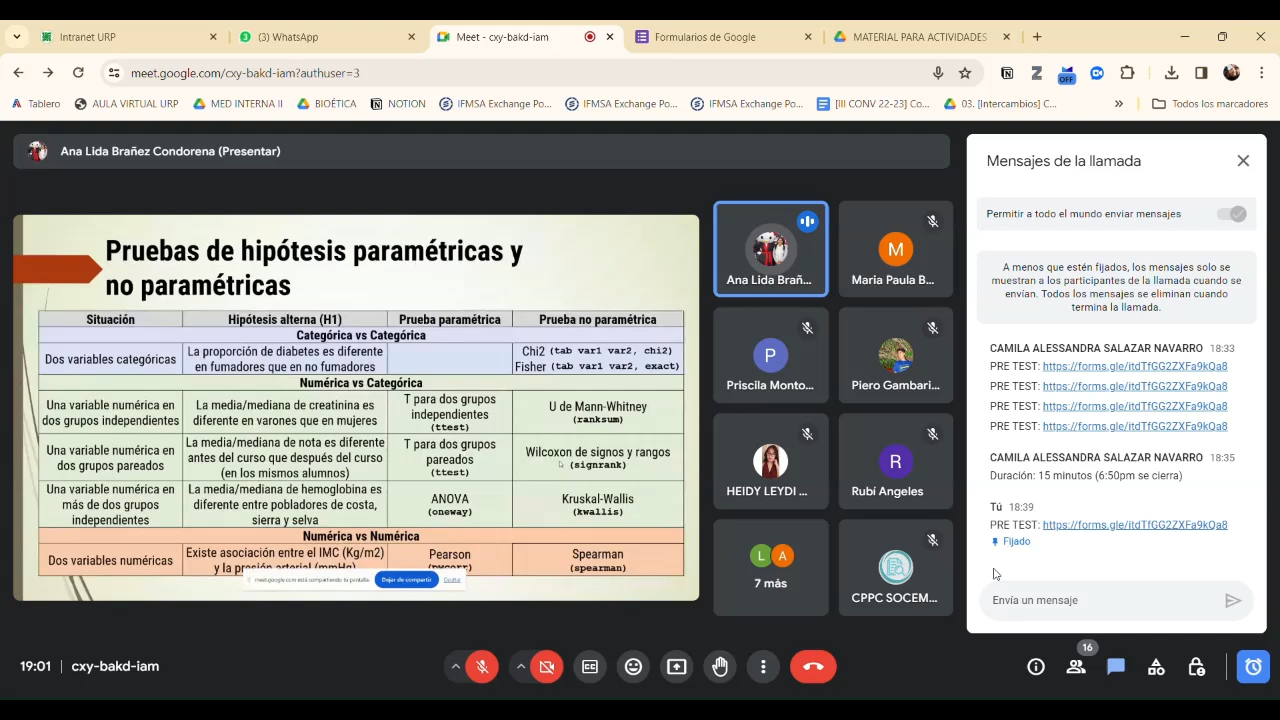 Intranet URP
(3) WhatsApp
Meet - cxy-bakd-iam
Formularios de Google
MATERIAL PARA ACTIVIDADES
meet.google.com/cxy-bakd-iam?authuser=3
OFF
Tablero
AULA VIRTUAL URP
MED INTERNA II
BIOÉTICA
NOTION
IFMSA Exchange Po...
IFMSA Exchange Po...
IFMSA Exchange Po...
[III CONV 22-23] Co...
03. [Intercambios] C...
Todos los marcadores
Ana Lida Brañez Condorena (Presentar)
Pruebas de hipótesis paramétricas y
no paramétricas
Situación
Hipótesis alterna (H1)
Prueba paramétrica
Prueba no paramétrica
Categórica vs Categórica
Dos variables categóricas
La proporción de diabetes es diferente
en fumadores que en no fumadores
Chi2 (tab var1 var2, chi2)
Fisher (tab var1 var2, exact)
Numérica vs Categórica
Una variable numérica en
dos grupos independientes
La media/mediana de creatinina es
diferente en varones que en mujeres
T para dos grupos
independientes
(ttest)
U de Mann-Whitney
(ranksum)
Una variable numérica en
dos grupos pareados
La media/mediana de nota es diferente
antes del curso que después del curso
(en los mismos alumnos)
T para dos grupos
pareados
(ttest)
Wilcoxon de signos y rangos
(signrank)
Una variable numérica en
más de dos grupos
independientes
La media/mediana de hemoglobina es
diferente entre pobladores de costa,
sierra y selva
ANOVA
(oneway)
Kruskal-Wallis
(kwallis)
Numérica vs Numérica
Dos variables numéricas
Existe asociación entre el IMC (Kg/m2)
y la presión arterial (mmHg)
Pearson
(pwcorr)
Spearman
(spearman)
meet.google.com está compartiendo tu pantalla.
Dejar de compartir
Ocultar
Ana Lida Brañ...
M
Maria Paula B...
P
Priscila Monto...
Piero Gambari...
HEIDY LEYDI ...
R
Rubí Angeles
L
A
7 más
CPPC SOCEM...
Mensajes de la llamada
Permitir a todo el mundo enviar mensajes
A menos que estén fijados, los mensajes solo se
muestran a los participantes de la llamada cuando se
envían. Todos los mensajes se eliminan cuando
termina la llamada.
CAMILA ALESSANDRA SALAZAR NAVARRO 18:33
PRE TEST: https://forms.gle/itdTfGG2ZXFa9kQa8
PRE TEST: https://forms.gle/itdTfGG2ZXFa9kQa8
PRE TEST: https://forms.gle/itdTfGG2ZXFa9kQa8
PRE TEST: https://forms.gle/itdTfGG2ZXFa9kQa8
CAMILA ALESSANDRA SALAZAR NAVARRO 18:35
Duración: 15 minutos (6:50pm se cierra)
Tú 18:39
PRE TEST: https://forms.gle/itdTfGG2ZXFa9kQa8
Fijado
Envía un mensaje
19:01 | cxy-bakd-iam
16